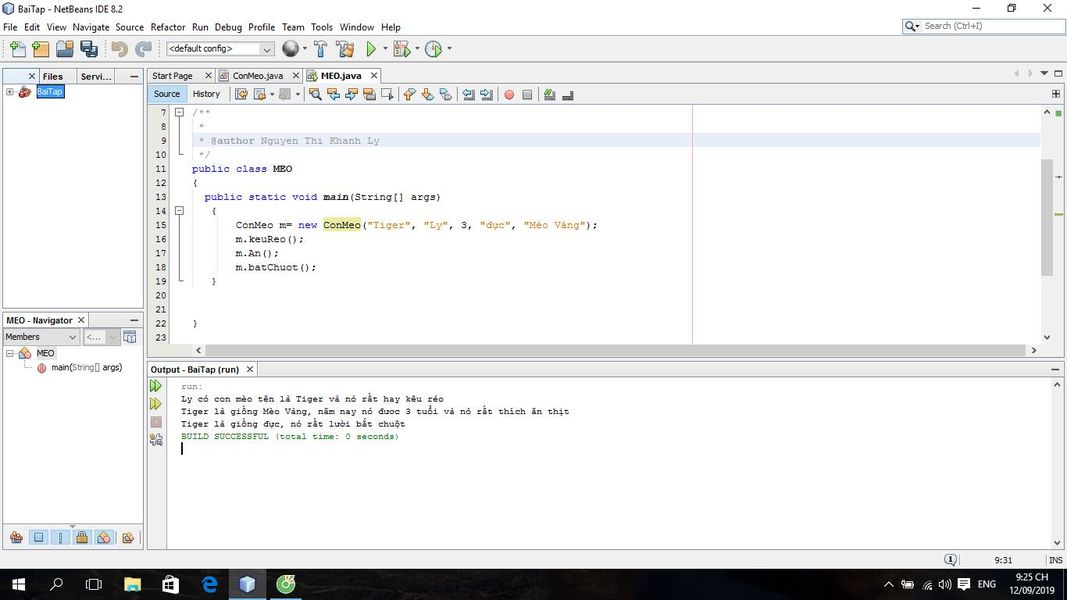 BaiTap - NetBeans IDE 8.2
File Edit View Navigate Source Refactor Run Debug Profile Team Tools Window Help
<default config>
Search (Ctrl+I)
Files Servi...
Start Page ConMeo.java MEO.java
BaiTap
Source History
7 /**
8 *
9 * @author Nguyen Thi Khanh Ly
10 */
11 public class MEO
12 {
13 public static void main(String[] args)
14 {
15 ConMeo m= new ConMeo("Tiger", "Ly", 3, "đực", "Mèo Vàng");
16 m.keuReo();
17 m.An();
18 m.batChuot();
19 }
20
21
22 }
23
MEO - Navigator
Members <...
MEO
main(String[] args)
Output - BaiTap (run)
run:
Ly có con mèo tên là Tiger và nó rất hay kêu réo
Tiger là giống Mèo Vàng, năm nay nó đươc 3 tuổi và nó rất thích ăn thịt
Tiger là giống đực, nó rất lười bắt chuột
BUILD SUCCESSFUL (total time: 0 seconds)
1 9:31 INS
ENG
9:25 CH
12/09/2019